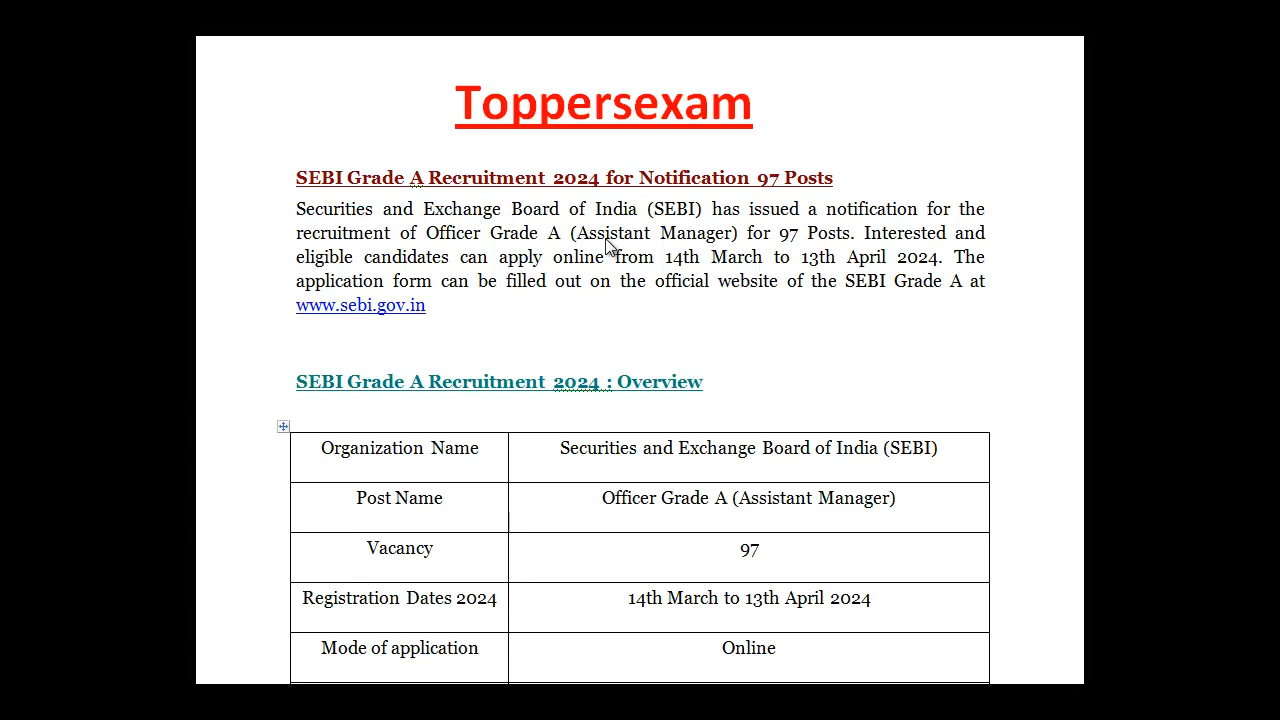 Toppersexam
SEBI Grade A Recruitment 2024 for Notification 97 Posts
Securities and Exchange Board of India (SEBI) has issued a notification for the
recruitment of Officer Grade A (Assistant Manager) for 97 Posts. Interested and
eligible candidates can apply online from 14th March to 13th April 2024. The
application form can be filled out on the official website of the SEBI Grade A at
www.sebi.gov.in
SEBI Grade A Recruitment 2024 : Overview
Organization Name Securities and Exchange Board of India (SEBI)
Post Name Officer Grade A (Assistant Manager)
Vacancy 97
Registration Dates 2024 14th March to 13th April 2024
Mode of application Online